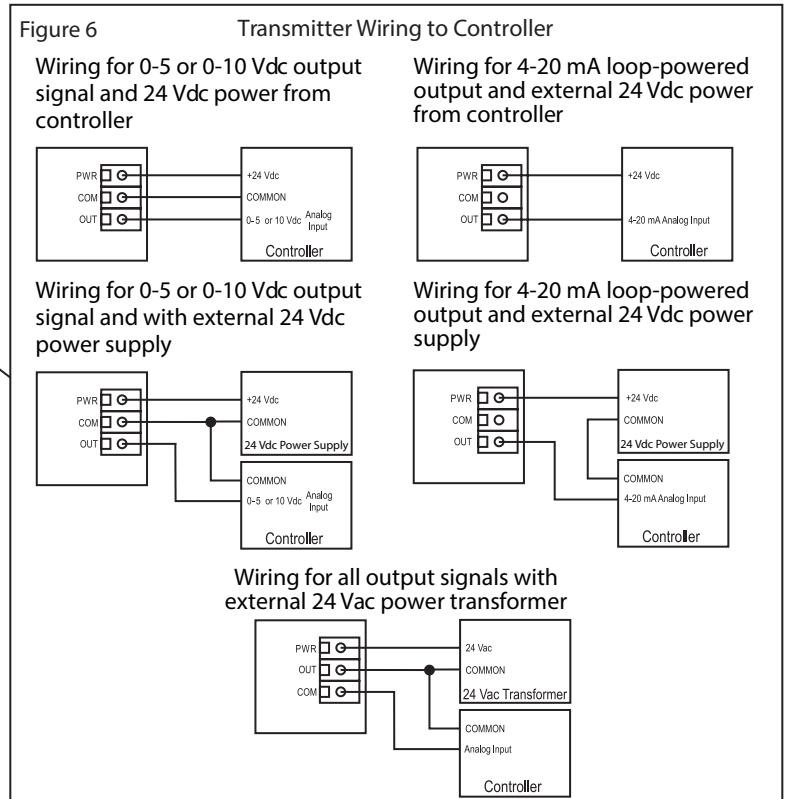 Figure 6
Transmitter Wiring to Controller
Wiring for 0-5 or 0-10 Vdc output
signal and 24 Vdc power from
controller
PWR
COM
OUT
+24 Vdc
COMMON
0-5 or 10 Vdc Analog
Input
Controller
Wiring for 4-20 mA loop-powered
output and external 24 Vdc power
from controller
PWR
COM
OUT
+24 Vdc
4-20 mA Analog Input
Controller
Wiring for 0-5 or 0-10 Vdc output
signal and with external 24 Vdc
power supply
PWR
COM
OUT
+24 Vdc
COMMON
24 Vdc Power Supply
COMMON
0-5 or 10 Vdc Analog
Input
Controller
Wiring for 4-20 mA loop-powered
output and external 24 Vdc power
supply
PWR
COM
OUT
+24 Vdc
COMMON
24 Vdc Power Supply
COMMON
4-20 mA Analog Input
Controller
Wiring for all output signals with
external 24 Vac power transformer
PWR
OUT
COM
24 Vac
COMMON
24 Vac Transformer
COMMON
Analog Input
Controller